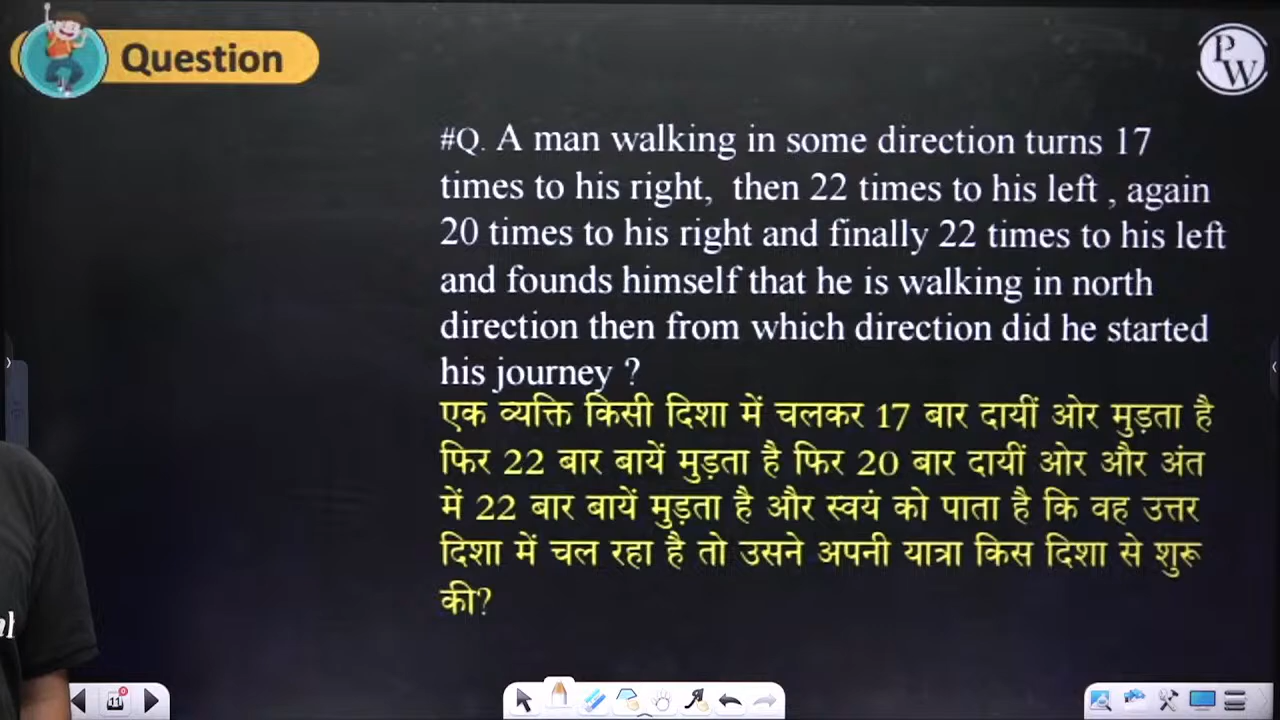 Question
PW
#Q. A man walking in some direction turns 17
times to his right, then 22 times to his left , again
20 times to his right and finally 22 times to his left
and founds himself that he is walking in north
direction then from which direction did he started
his journey ?
एक व्यक्ति किसी दिशा में चलकर 17 बार दायीं ओर मुड़ता है
फिर 22 बार बायें मुड़ता है फिर 20 बार दायीं ओर और अंत
में 22 बार बायें मुड़ता है और स्वयं को पाता है कि वह उत्तर
दिशा में चल रहा है तो उसने अपनी यात्रा किस दिशा से शुरू
की?
11